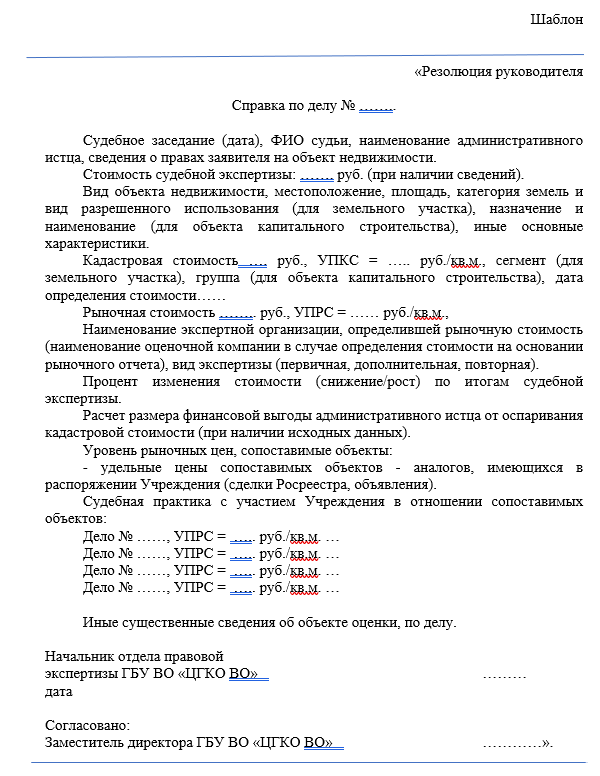 Шаблон
«Резолюция руководителя
Справка по делу № …….
Судебное заседание (дата), ФИО судьи, наименование административного
истца, сведения о правах заявителя на объект недвижимости.
Стоимость судебной экспертизы: ……. руб. (при наличии сведений).
Вид объекта недвижимости, местоположение, площадь, категория земель и
вид разрешенного использования (для земельного участка), назначение и
наименование (для объекта капитального строительства), иные основные
характеристики.
Кадастровая стоимость …. руб., УПКС = ….. руб./кв.м., сегмент (для
земельного участка), группа (для объекта капитального строительства), дата
определения стоимости……
Рыночная стоимость ……. руб., УПРС = …… руб./кв.м.,
Наименование экспертной организации, определившей рыночную стоимость
(наименование оценочной компании в случае определения стоимости на основании
рыночного отчета), вид экспертизы (первичная, дополнительная, повторная).
Процент изменения стоимости (снижение/рост) по итогам судебной
экспертизы.
Расчет размера финансовой выгоды административного истца от оспаривания
кадастровой стоимости (при наличии исходных данных).
Уровень рыночных цен, сопоставимые объекты:
- удельные цены сопоставимых объектов - аналогов, имеющихся в
распоряжении Учреждения (сделки Росреестра, объявления).
Судебная практика с участием Учреждения в отношении сопоставимых
объектов:
Дело № ……, УПРС = ….. руб./кв.м. …
Дело № ……, УПРС = ….. руб./кв.м. …
Дело № ……, УПРС = ….. руб./кв.м. …
Дело № ……, УПРС = ….. руб./кв.м. …
Иные существенные сведения об объекте оценки, по делу.
Начальник отдела правовой
экспертизы ГБУ ВО «ЦГКО ВО» ………
дата
Согласовано:
Заместитель директора ГБУ ВО «ЦГКО ВО» …………».